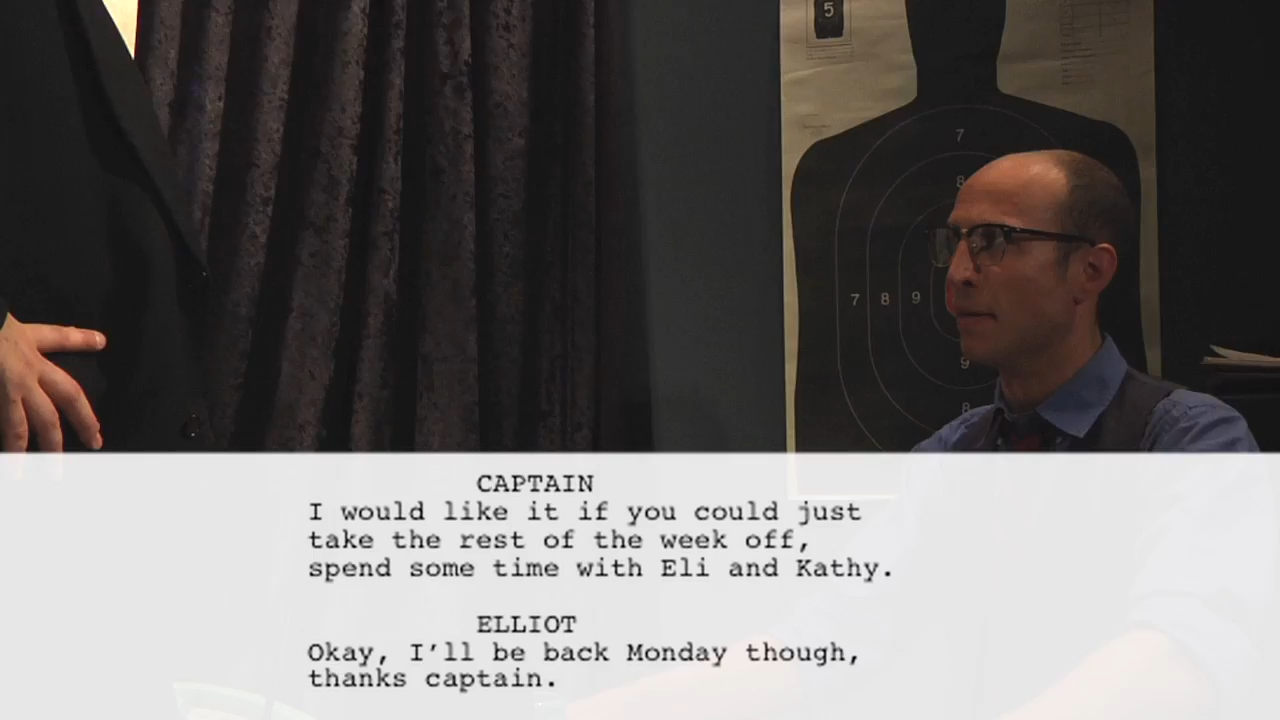 5
7
8
7 8 9
9
8
CAPTAIN
I would like it if you could just
take the rest of the week off,
spend some time with Eli and Kathy.
ELLIOT
Okay, I'll be back Monday though,
thanks captain.